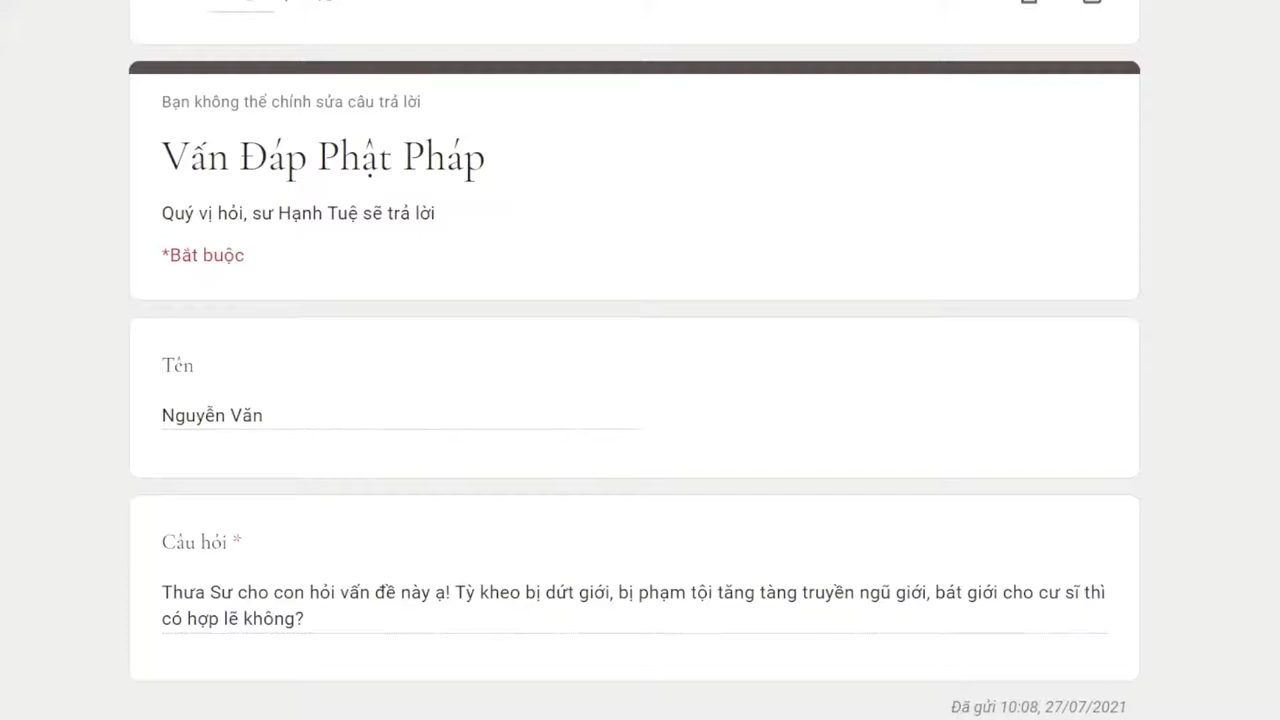 Bạn không thể chỉnh sửa câu trả lời
Vấn Đáp Phật Pháp
Quý vị hỏi, sư Hạnh Tuệ sẽ trả lời
*Bắt buộc
Tên
Nguyễn Văn
Câu hỏi *
Thưa Sư cho con hỏi vấn đề này ạ! Tỳ kheo bị dứt giới, bị phạm tội tăng tàng truyền ngũ giới, bát giới cho cư sĩ thì
có hợp lẽ không?
Đã gửi 10:08, 27/07/2021